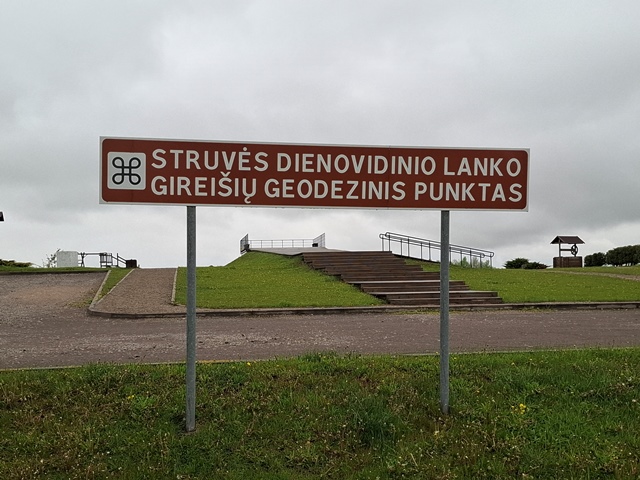 STRUVĖS DIENOVIDINIO LANKO
GIREIŠIŲ GEODEZINIS PUNKTAS